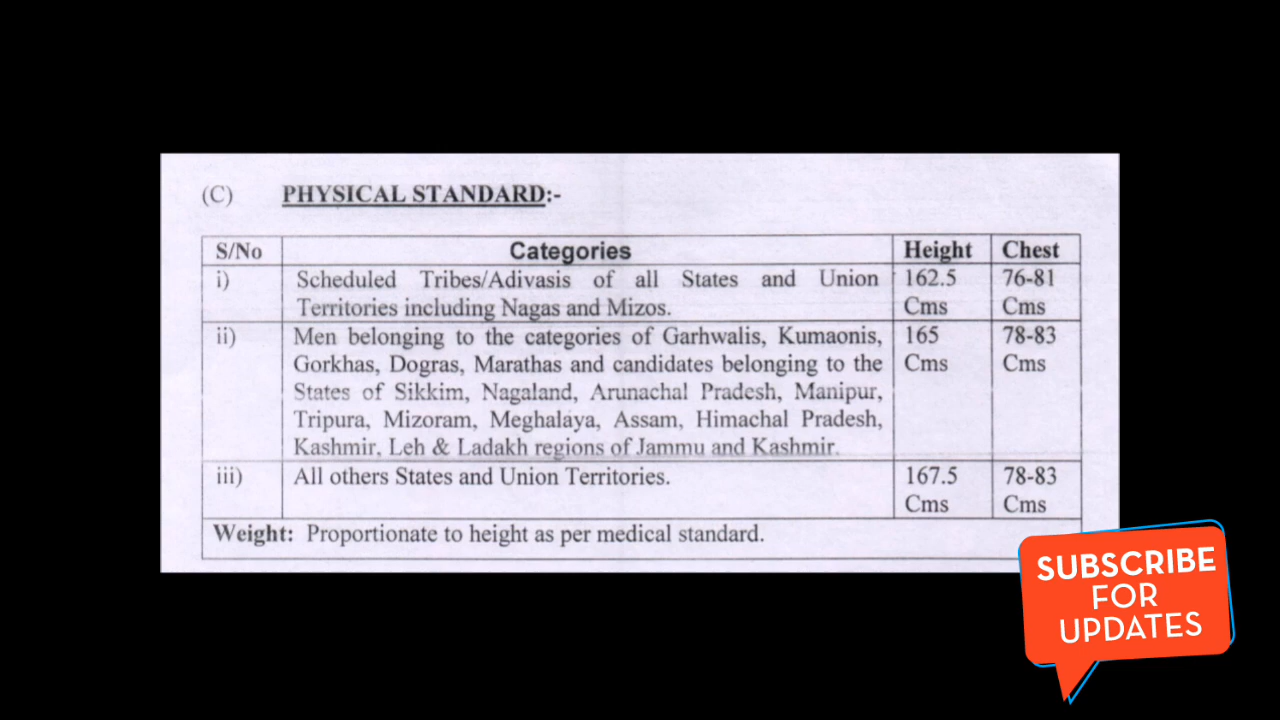 (C) PHYSICAL STANDARD:-
S/No Categories Height Chest
i) Scheduled Tribes/Adivasis of all States and Union 162.5 76-81
Territories including Nagas and Mizos. Cms Cms
ii) Men belonging to the categories of Garhwalis, Kumaonis, 165 78-83
Gorkhas, Dogras, Marathas and candidates belonging to the Cms Cms
States of Sikkim, Nagaland, Arunachal Pradesh, Manipur,
Tripura, Mizoram, Meghalaya, Assam, Himachal Pradesh,
Kashmir, Leh & Ladakh regions of Jammu and Kashmir.
iii) All others States and Union Territories. 167.5 78-83
Cms Cms
Weight: Proportionate to height as per medical standard.
SUBSCRIBE
FOR
UPDATES